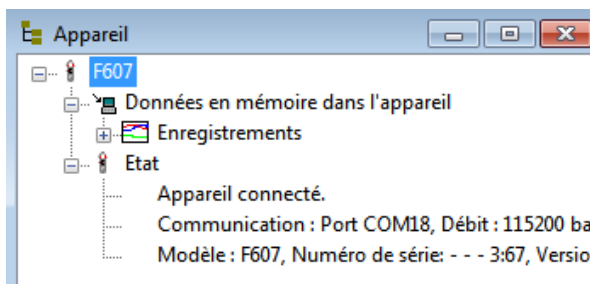 Appareil
F607
Données en mémoire dans l'appareil
Enregistrements
Etat
Appareil connecté.
Communication : Port COM18, Débit : 115200 ba
Modèle : F607, Numéro de série: - - - 3:67, Versio